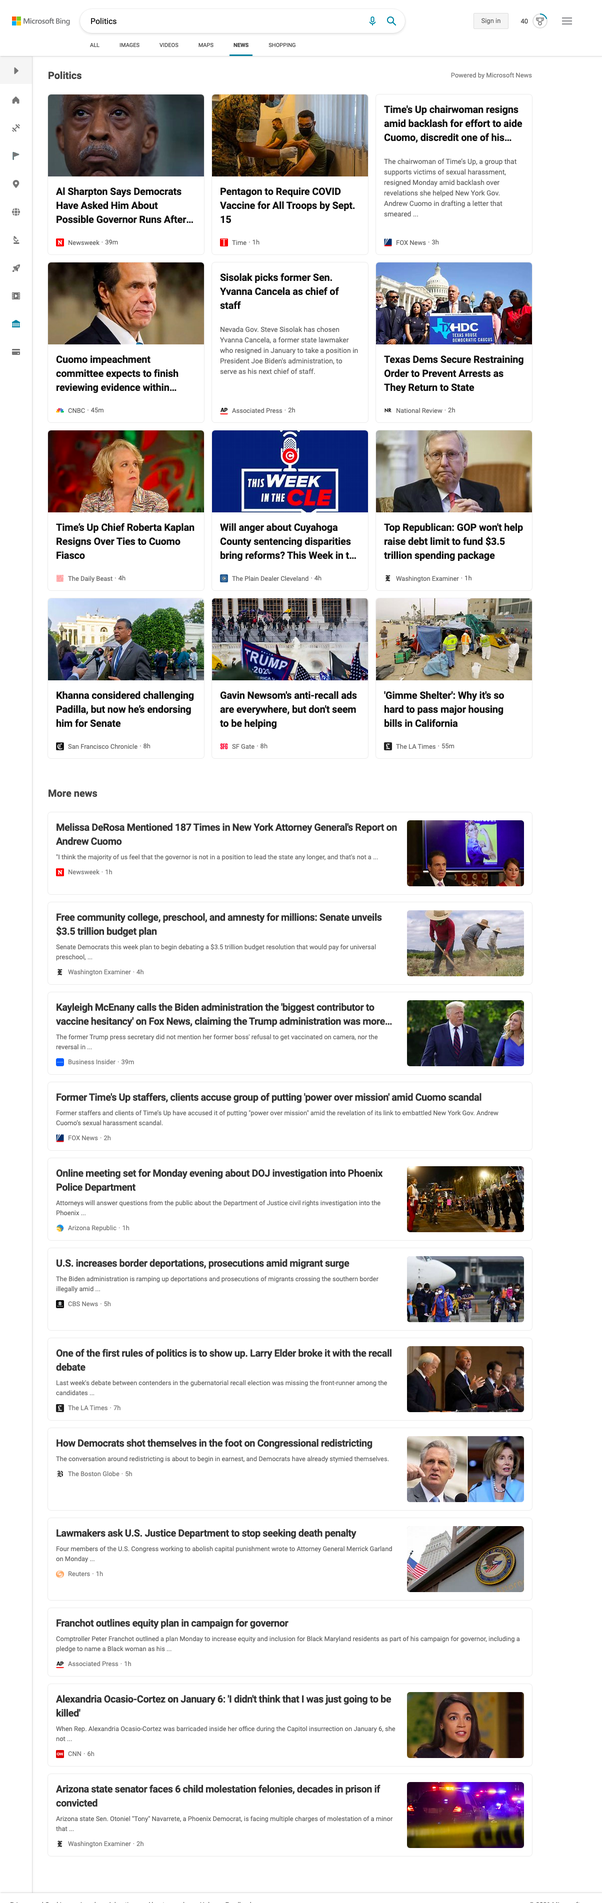 Microsoft Bing
Politics
Sign in
40
ALL
IMAGES
VIDEOS
MAPS
NEWS
SHOPPING
Politics
Powered by Microsoft News
Al Sharpton Says Democrats
Have Asked Him About
Possible Governor Runs After...
Newsweek · 39m
Pentagon to Require COVID
Vaccine for All Troops by Sept.
15
Time · 1h
Time's Up chairwoman resigns
amid backlash for effort to aide
Cuomo, discredit one of his...
The chairwoman of Time's Up, a group that
supports victims of sexual harassment,
resigned Monday amid backlash over
revelations she helped New York Gov.
Andrew Cuomo in drafting a letter that
smeared ...
FOX News · 3h
Cuomo impeachment
committee expects to finish
reviewing evidence within...
CNBC · 45m
Sisolak picks former Sen.
Yvanna Cancela as chief of
staff
Nevada Gov. Steve Sisolak has chosen
Yvanna Cancela, a former state lawmaker
who resigned in January to take a position in
President Joe Biden's administration, to
serve as his next chief of staff.
AP
Associated Press · 2h
HDC
TEXAS HOUSE
DEMOCRATIC CAUCUS
Texas Dems Secure Restraining
Order to Prevent Arrests as
They Return to State
NR
National Review · 2h
Time's Up Chief Roberta Kaplan
Resigns Over Ties to Cuomo
Fiasco
The Daily Beast · 4h
THIS WEEK
IN THE CLE
Will anger about Cuyahoga
County sentencing disparities
bring reforms? This Week in t...
The Plain Dealer Cleveland · 4h
Top Republican: GOP won't help
raise debt limit to fund $3.5
trillion spending package
Washington Examiner · 1h
Khanna considered challenging
Padilla, but now he's endorsing
him for Senate
San Francisco Chronicle · 8h
TRUMP
Gavin Newsom's anti-recall ads
are everywhere, but don't seem
to be helping
SF Gate · 8h
'Gimme Shelter': Why it's so
hard to pass major housing
bills in California
The LA Times · 55m
More news
Melissa DeRosa Mentioned 187 Times in New York Attorney General's Report on
Andrew Cuomo
"I think the majority of us feel that the governor is not in a position to lead the state any longer, and that's not a ...
Newsweek · 1h
Free community college, preschool, and amnesty for millions: Senate unveils
$3.5 trillion budget plan
Senate Democrats this week plan to begin debating a $3.5 trillion budget resolution that would pay for universal
preschool, ...
Washington Examiner · 4h
Kayleigh McEnany calls the Biden administration the 'biggest contributor to
vaccine hesitancy' on Fox News, claiming the Trump administration was more...
The former Trump press secretary did not mention her former boss' refusal to get vaccinated on camera, nor the
reversal in ...
Business Insider · 39m
Former Time's Up staffers, clients accuse group of putting 'power over mission' amid Cuomo scandal
Former staffers and clients of Time's Up have accused it of putting "power over mission" amid the revelation of its link to embattled New York Gov. Andrew
Cuomo's sexual harassment scandal.
FOX News · 2h
Online meeting set for Monday evening about DOJ investigation into Phoenix
Police Department
Attorneys will answer questions from the public about the Department of Justice civil rights investigation into the
Phoenix ...
Arizona Republic · 1h
U.S. increases border deportations, prosecutions amid migrant surge
The Biden administration is ramping up deportations and prosecutions of migrants crossing the southern border
illegally amid ...
CBS News · 5h
One of the first rules of politics is to show up. Larry Elder broke it with the recall
debate
Last week's debate between contenders in the gubernatorial recall election was missing the front-runner among the
candidates ...
The LA Times · 7h
How Democrats shot themselves in the foot on Congressional redistricting
The conversation around redistricting is about to begin in earnest, and Democrats have already stymied themselves.
The Boston Globe · 5h
Lawmakers ask U.S. Justice Department to stop seeking death penalty
Four members of the U.S. Congress working to abolish capital punishment wrote to Attorney General Merrick Garland
on Monday ...
Reuters · 1h
Franchot outlines equity plan in campaign for governor
Comptroller Peter Franchot outlined a plan Monday to increase equity and inclusion for Black Maryland residents as part of his campaign for governor, including a
pledge to name a Black woman as his ...
AP
Associated Press · 1h
Alexandria Ocasio-Cortez on January 6: 'I didn't think that I was just going to be
killed'
When Rep. Alexandria Ocasio-Cortez was barricaded inside her office during the Capitol insurrection on January 6, she
not ...
CNN · 6h
Arizona state senator faces 6 child molestation felonies, decades in prison if
convicted
Arizona state Sen. Otoniel "Tony" Navarrete, a Phoenix Democrat, is facing multiple charges of molestation of a minor
that ...
Washington Examiner · 2h